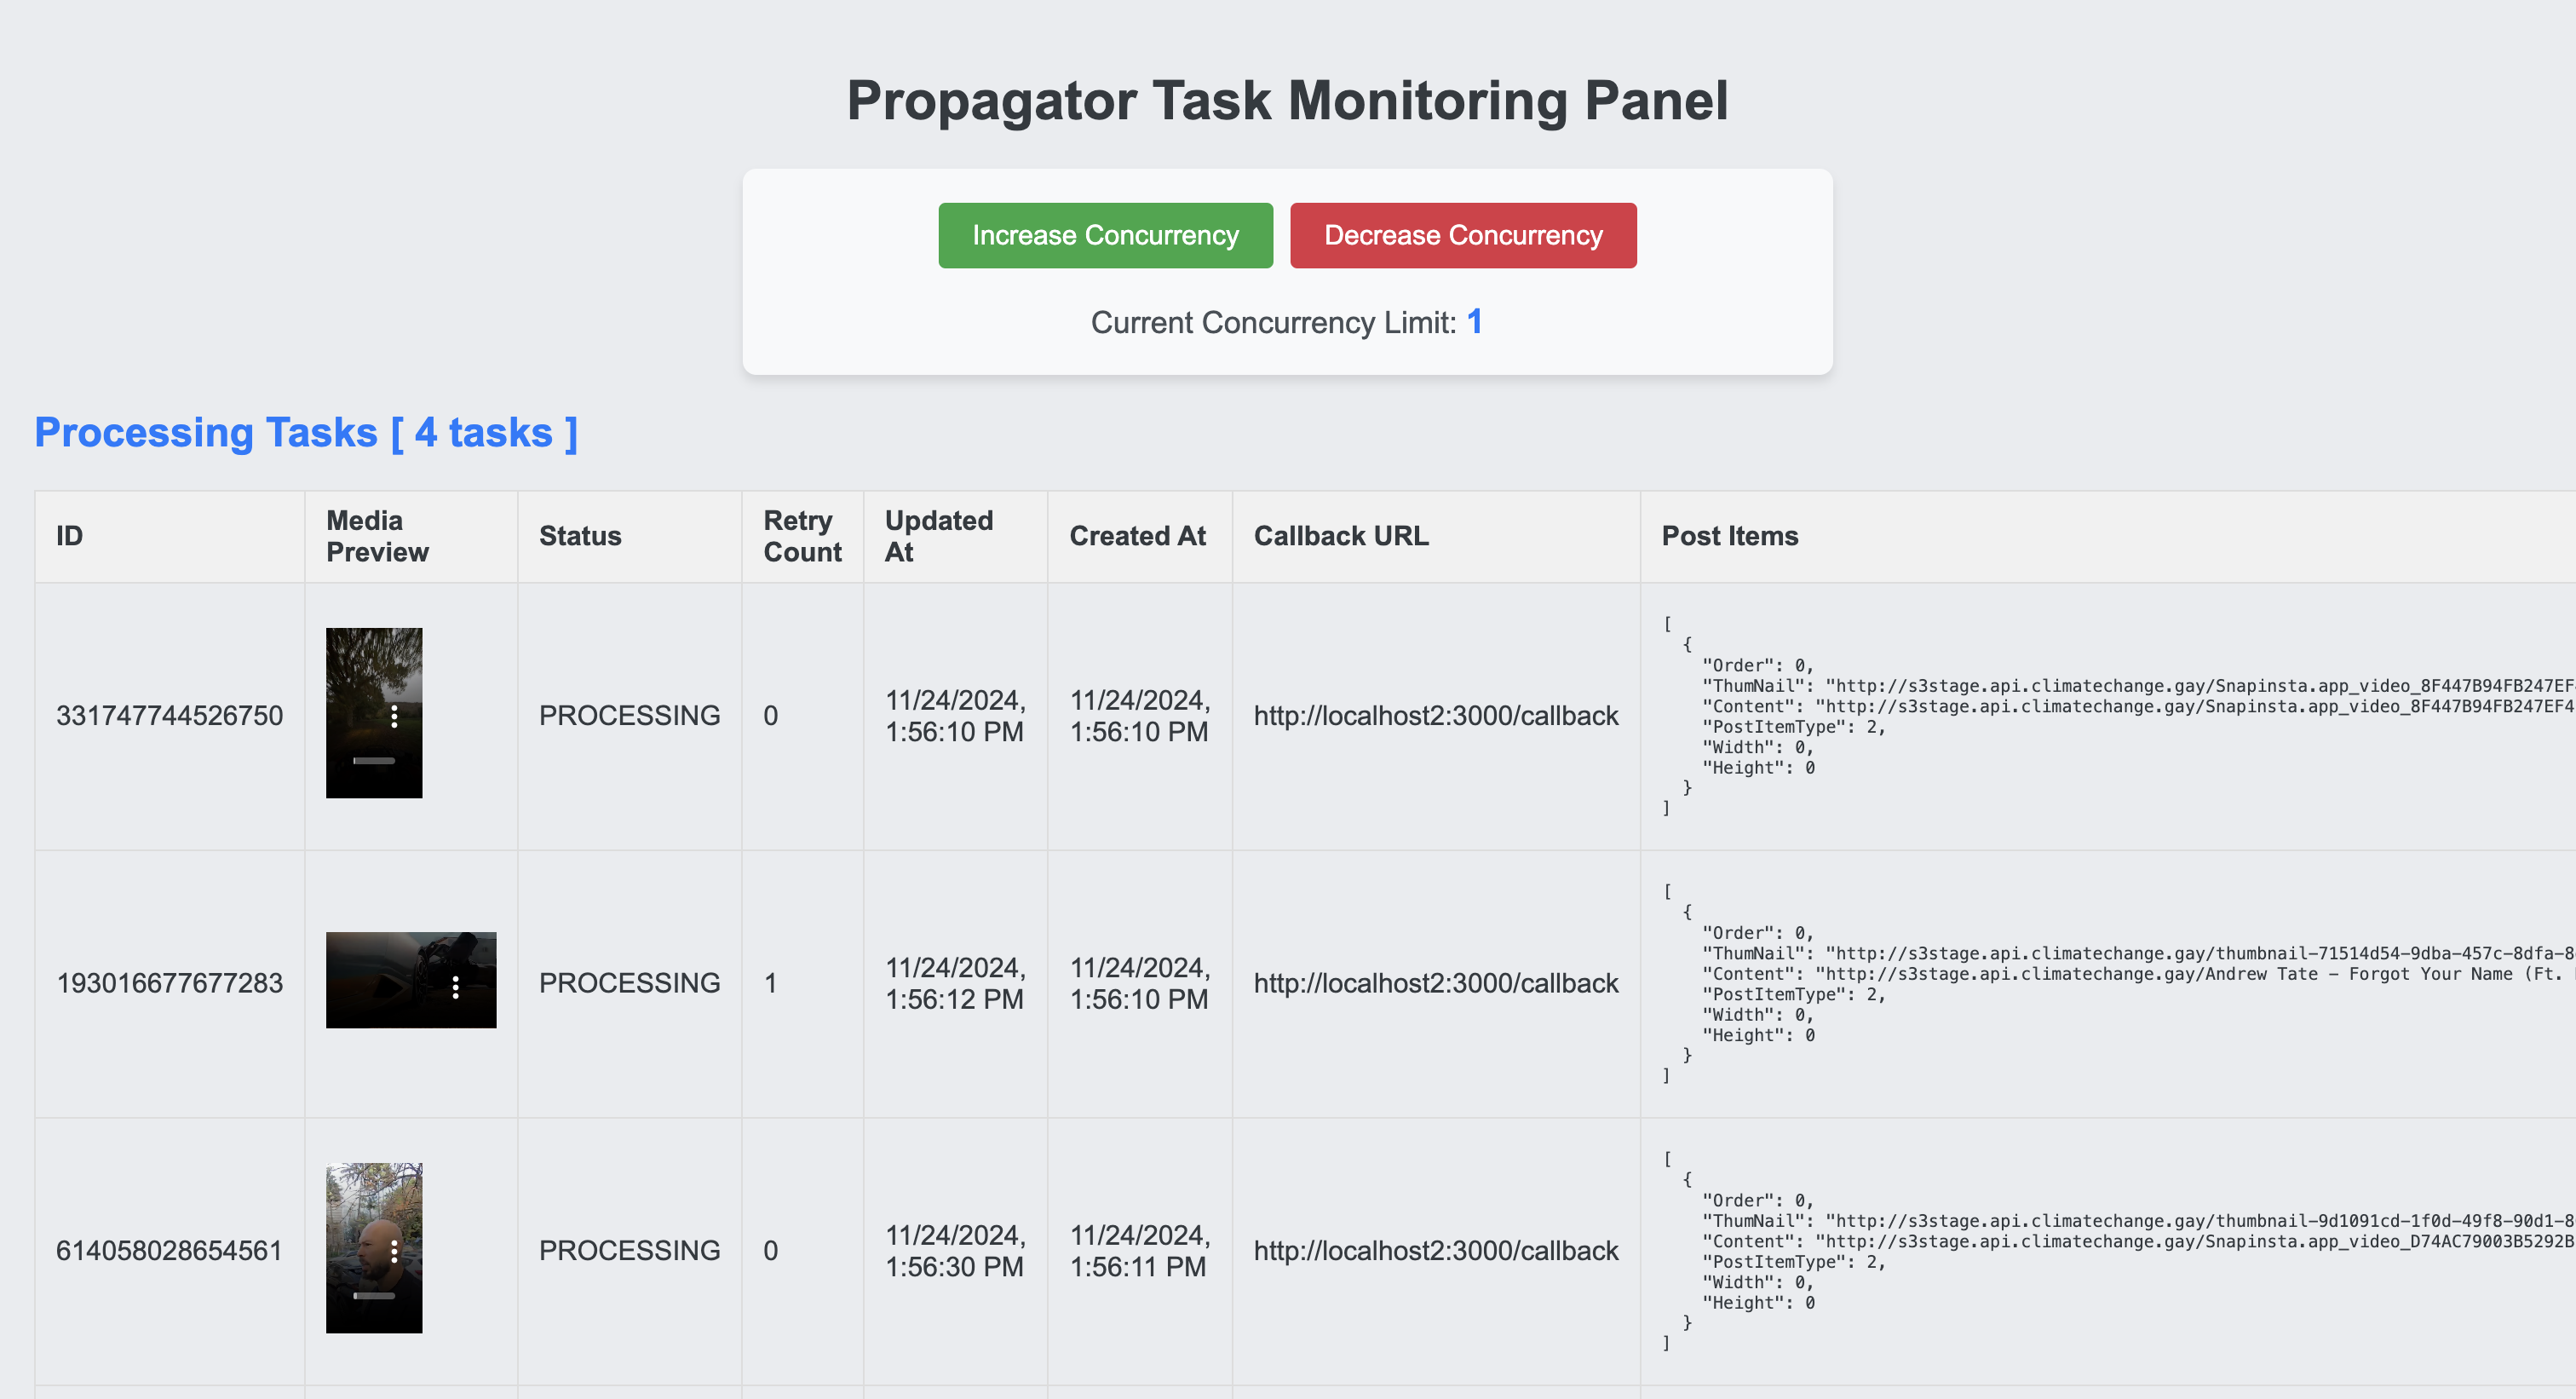 Propagator Task Monitoring Panel
Increase Concurrency
Decrease Concurrency
Current Concurrency Limit: 1
Processing Tasks [ 4 tasks ]
ID
Media
Preview
Status
Retry
Count
Updated
At
Created At
Callback URL
Post Items
331747744526750
PROCESSING
0
11/24/2024,
1:56:10 PM
11/24/2024,
1:56:10 PM
http://localhost2:3000/callback
[
{
"Order": 0,
"ThumNail": "http://s3stage.api.climatechange.gay/Snapinsta.app_video_8F447B94FB247EF
"Content": "http://s3stage.api.climatechange.gay/Snapinsta.app_video_8F447B94FB247EF4
"PostItemType": 2,
"Width": 0,
"Height": 0
}
]
193016677677283
PROCESSING
1
11/24/2024,
1:56:12 PM
11/24/2024,
1:56:10 PM
http://localhost2:3000/callback
[
{
"Order": 0,
"ThumNail": "http://s3stage.api.climatechange.gay/thumbnail-71514d54-9dba-457c-8dfa-8
"Content": "http://s3stage.api.climatechange.gay/Andrew Tate - Forgot Your Name (Ft.
"PostItemType": 2,
"Width": 0,
"Height": 0
}
]
614058028654561
PROCESSING
0
11/24/2024,
1:56:30 PM
11/24/2024,
1:56:11 PM
http://localhost2:3000/callback
[
{
"Order": 0,
"ThumNail": "http://s3stage.api.climatechange.gay/thumbnail-9d1091cd-1f0d-49f8-90d1-8
"Content": "http://s3stage.api.climatechange.gay/Snapinsta.app_video_D74AC79003B5292B
"PostItemType": 2,
"Width": 0,
"Height": 0
}
]